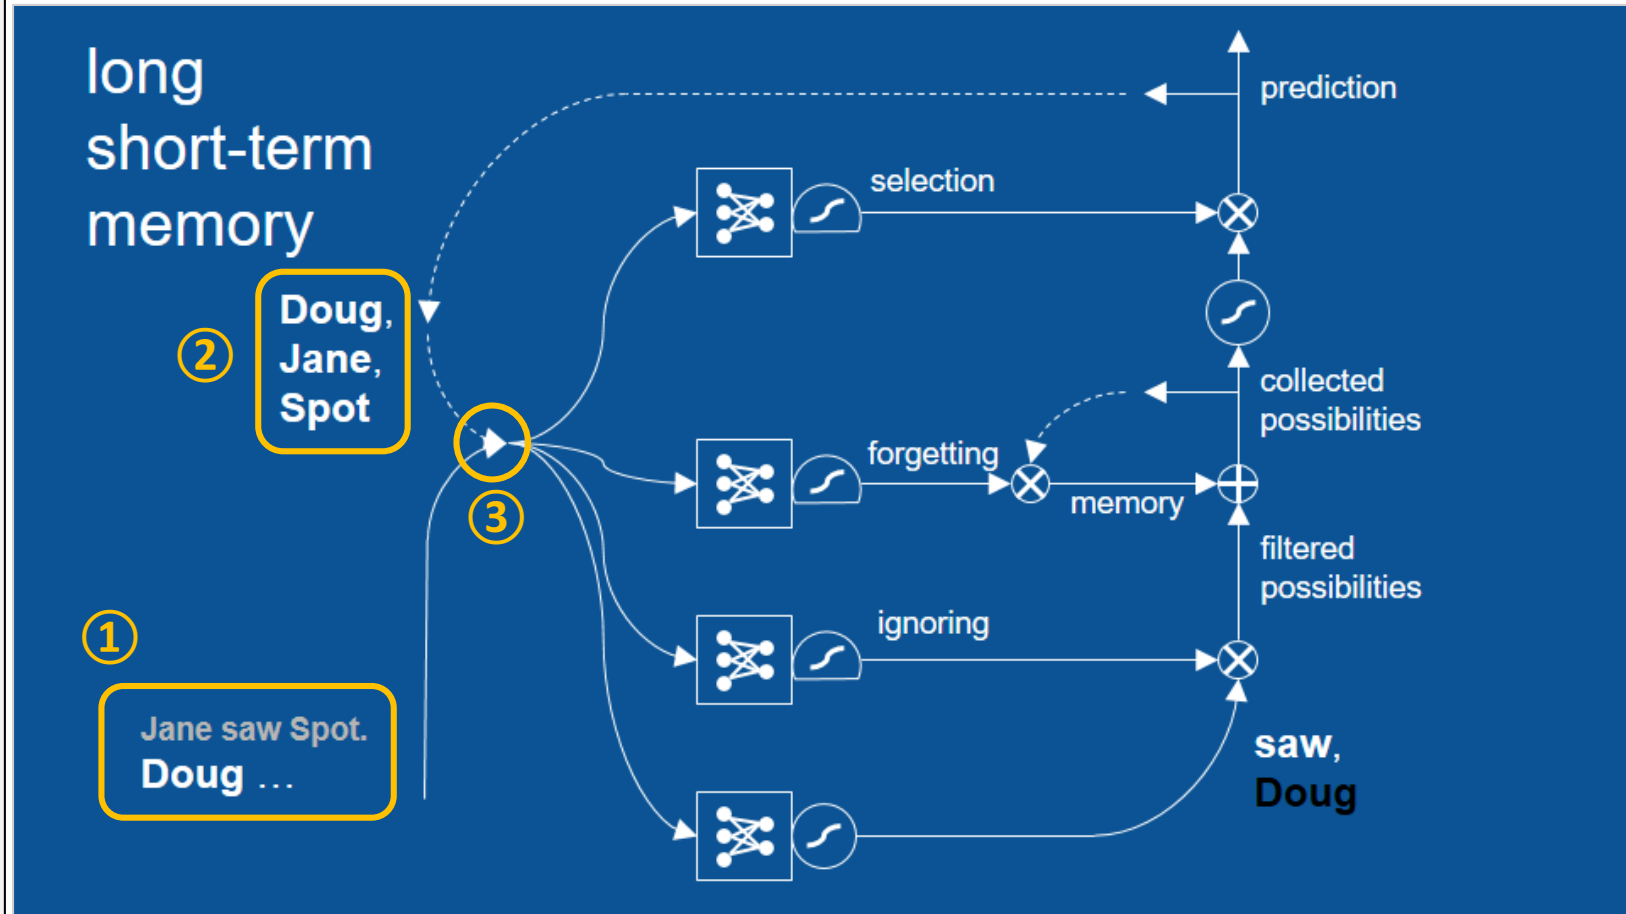 long
short-term
memory
prediction
selection
②
Doug,
Jane,
Spot
collected
possibilities
forgetting
memory
③
filtered
possibilities
①
ignoring
Jane saw Spot.
Doug ...
saw,
Doug